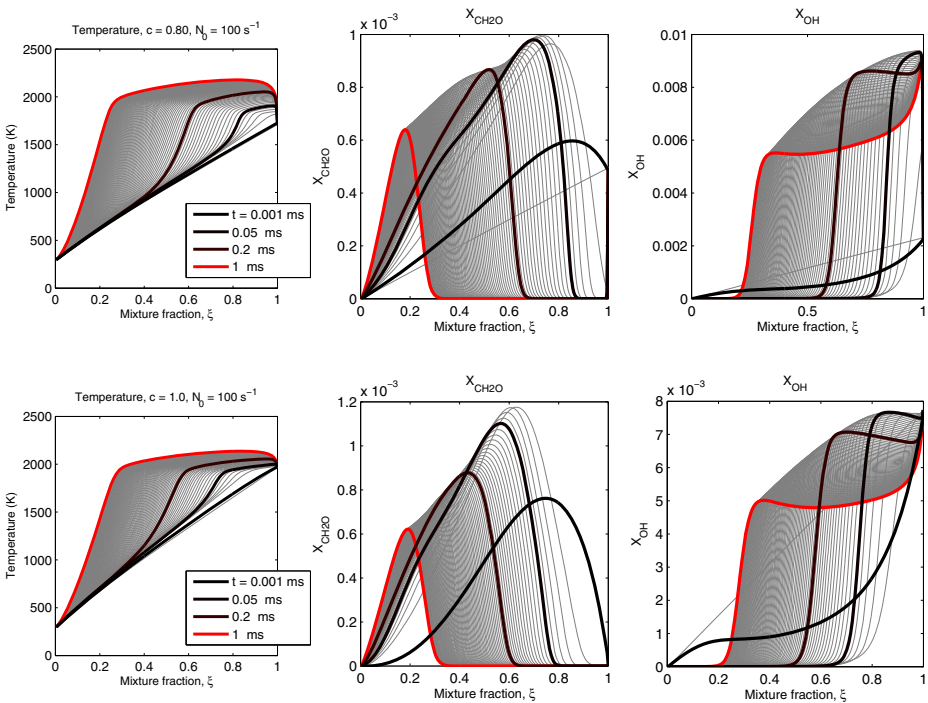 Temperature, c = 0.80, N₀ = 100 s⁻¹
2500
2000
1500
1000
500
0
Temperature (K)
0 0.2 0.4 0.6 0.8 1
Mixture fraction, ξ
t = 0.001 ms
0.05 ms
0.2 ms
1 ms
X_CH2O
x 10⁻³
1
0.8
0.6
0.4
0.2
0
X_CH2O
0 0.2 0.4 0.6 0.8 1
Mixture fraction, ξ
X_OH
0.01
0.008
0.006
0.004
0.002
0
X_OH
0 0.5 1
Mixture fraction, ξ
Temperature, c = 1.0, N₀ = 100 s⁻¹
2500
2000
1500
1000
500
0
Temperature (K)
0 0.2 0.4 0.6 0.8 1
Mixture fraction, ξ
t = 0.001 ms
0.05 ms
0.2 ms
1 ms
X_CH2O
x 10⁻³
1.2
1
0.8
0.6
0.4
0.2
0
X_CH2O
0 0.2 0.4 0.6 0.8 1
Mixture fraction, ξ
X_OH
x 10⁻³
8
7
6
5
4
3
2
1
0
X_OH
0 0.2 0.4 0.6 0.8 1
Mixture fraction, ξ